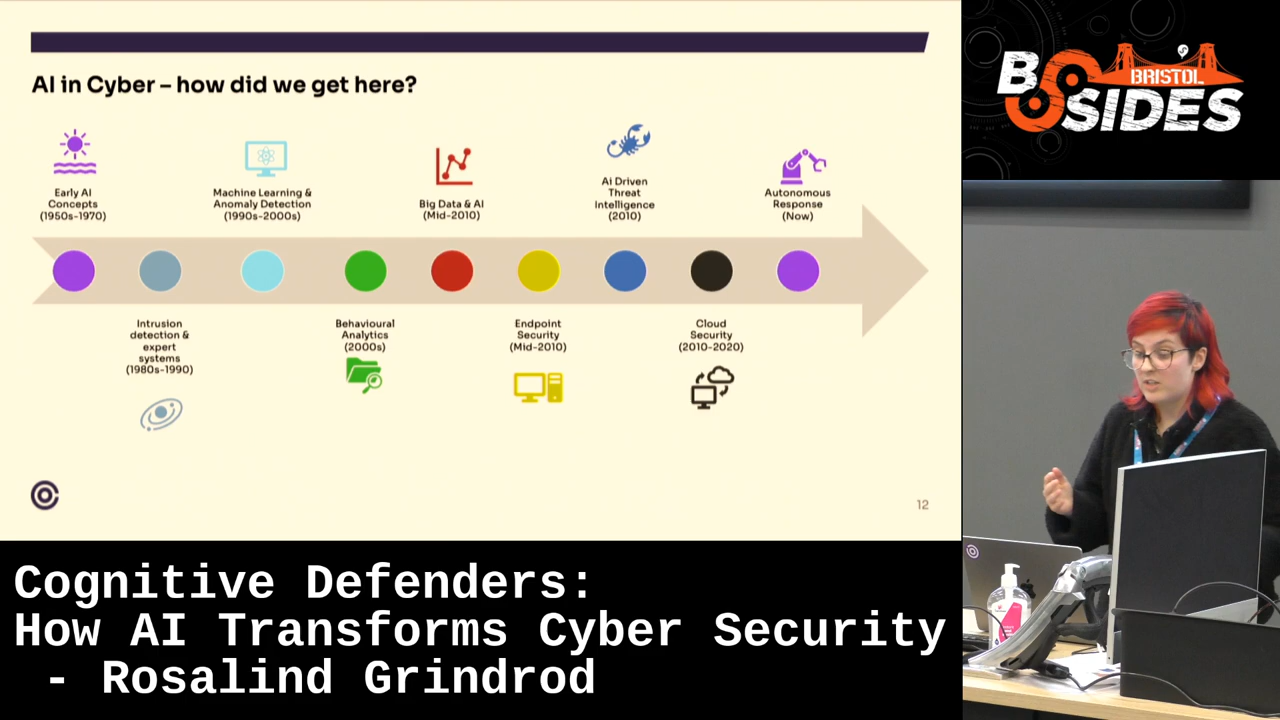 AI in Cyber – how did we get here?
Early AI
Concepts
(1950s-1970)
Machine Learning &
Anomaly Detection
(1990s-2000s)
Big Data & AI
(Mid-2010)
Ai Driven
Threat
Intelligence
(2010)
Autonomous
Response
(Now)
Intrusion
detection &
expert
systems
(1980s-1990)
Behavioural
Analytics
(2000s)
Endpoint
Security
(Mid-2010)
Cloud
Security
(2010-2020)
12
BSIDES
BRISTOL
Cognitive Defenders:
How AI Transforms Cyber Security
- Rosalind Grindrod